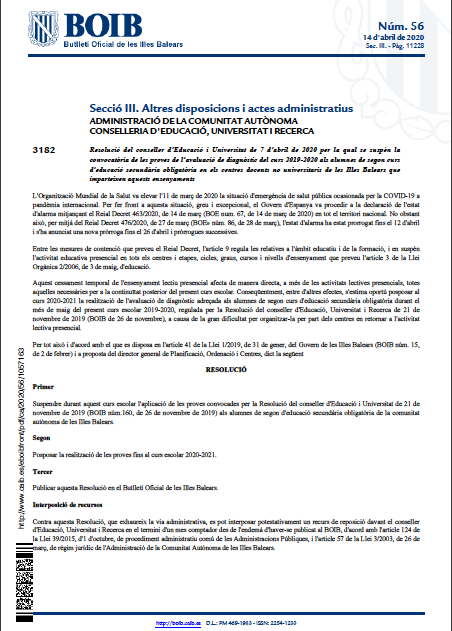 BOIB
Butlletí Oficial de les Illes Balears
Núm. 56
14 d'abril de 2020
Sec. III. - Pàg. 11228
Secció III. Altres disposicions i actes administratius
ADMINISTRACIÓ DE LA COMUNITAT AUTÒNOMA
CONSELLERIA D'EDUCACIÓ, UNIVERSITAT I RECERCA
3182
Resolució del conseller d'Educació i Universitat de 7 d'abril de 2020 per la qual se suspèn la
convocatòria de les proves de l'avaluació de diagnòstic del curs 2019-2020 als alumnes de segon curs
d'educació secundària obligatòria en els centres docents no universitaris de les Illes Balears que
imparteixen aquests ensenyaments
L'Organització Mundial de la Salut va elevar l'11 de març de 2020 la situació d'emergència de salut pública ocasionada per la COVID-19 a
pandèmia internacional. Per fer front a aquesta situació, greu i excepcional, el Govern d'Espanya va procedir a la declaració de l'estat
d'alarma mitjançant el Reial Decret 463/2020, de 14 de març (BOE núm. 67, de 14 de març de 2020) en tot el territori nacional. No obstant
això, per mitjà del Reial Decret 476/2020, de 27 de març (BOEs núm. 86, de 28 de març), l'estat d'alarma ha estat prorrogat fins el 12 d'abril
i s'ha anunciat una nova pròrroga fins el 26 d'abril i pròrrogues successives.
Entre les mesures de contenció que preveu el Reial Decret, l'article 9 regula les relatives a l'àmbit educatiu i de la formació, i en suspèn
l'activitat educativa presencial en tots els centres i etapes, cicles, graus, cursos i nivells d'ensenyament que preveu l'article 3 de la Llei
Orgànica 2/2006, de 3 de maig, d'educació.
Aquest cessament temporal de l'ensenyament lectiu presencial afecta de manera directa, a més de les activitats lectives presencials, totes
aquelles necessàries per a la continuïtat posterior del present curs escolar. Conseqüentment, entre d'altres efectes, s'estima oportú posposar al
curs 2020-2021 la realització de l'avaluació de diagnòstic adreçada als alumnes de segon curs d'educació secundària obligatòria durant el
mes de maig del present curs escolar 2019-2020, regulada per la Resolució del conseller d'Educació, Universitat i Recerca de 21 de
novembre de 2019 (BOIB de 26 de novembre), a causa de la gran dificultat per organitzar-la per part dels centres en retornar a l'activitat
lectiva presencial.
Per tot això i d'acord amb el que es disposa en l'article 41 de la Llei 1/2019, de 31 de gener, del Govern de les Illes Balears (BOIB núm. 15,
de 2 de febrer) i a proposta del director general de Planificació, Ordenació i Centres, dict la següent
RESOLUCIÓ
Primer
Suspendre durant aquest curs escolar l'aplicació de les proves convocades per la Resolució del conseller d'Educació i Universitat de 21 de
novembre de 2019 (BOIB núm.160, de 26 de novembre de 2019) als alumnes de segon d'educació secundària obligatòria de la comunitat
autònoma de les Illes Balears.
Segon
Posposar la realització de les proves fins al curs escolar 2020-2021.
Tercer
Publicar aquesta Resolució en el Butlletí Oficial de les Illes Balears.
Interposició de recursos
Contra aquesta Resolució, que exhaureix la via administrativa, es pot interposar potestativament un recurs de reposició davant el conseller
d'Educació, Universitat i Recerca en el termini d'un mes comptador des de l'endemà d'haver-se publicat al BOIB, d'acord amb l'article 124 de
la Llei 39/2015, d'1 d'octubre, de procediment administratiu comú de les Administracions Públiques, i l'article 57 de la Llei 3/2003, de 26 de
març, de règim jurídic de l'Administració de la Comunitat Autònoma de les Illes Balears.
http://www.caib.es/eboibfront/pdf/ca/2020/56/1057163
http://boib.caib.es D.L.: PM 469-1983 - ISSN: 2254-1233